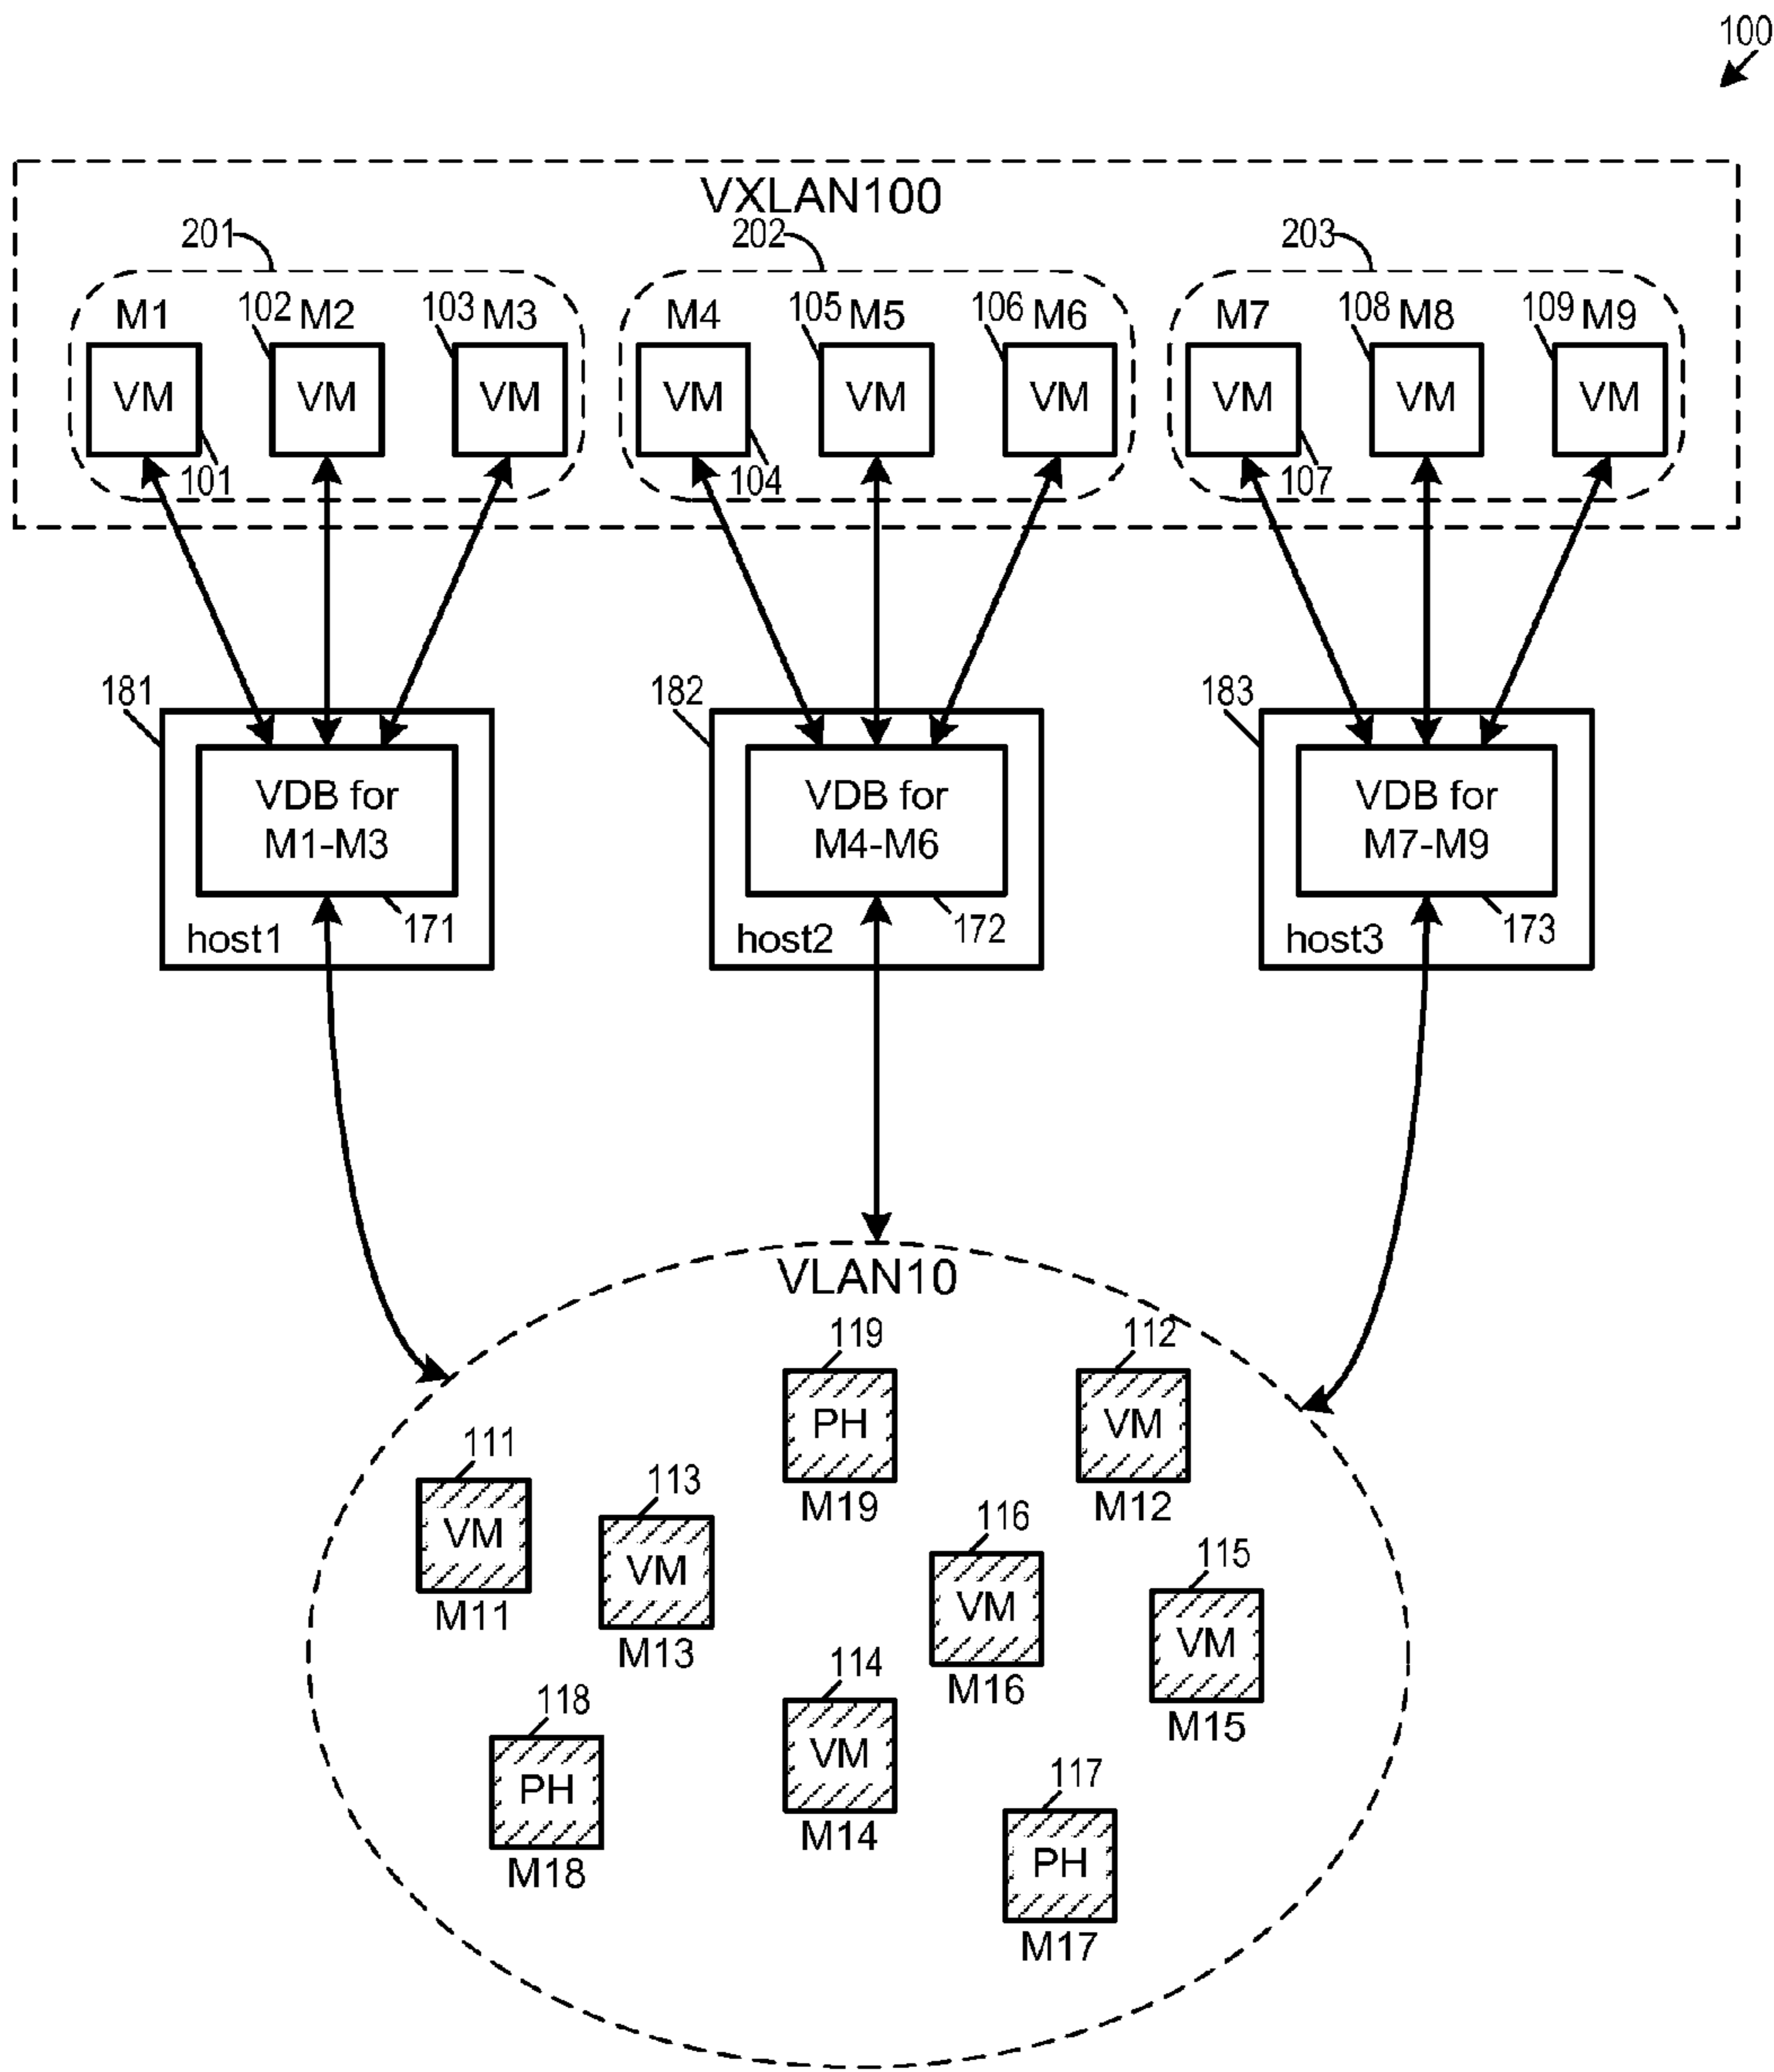 100
VXLAN100
201 202 203
M1 102 M2 103 M3 M4 105 M5 106 M6 M7 108 M8 109 M9
VM VM VM VM VM VM VM VM VM
101 104 107
181 182 183
VDB for VDB for VDB for
M1-M3 M4-M6 M7-M9
host1 171 host2 172 host3 173
VLAN10
119 112
PH VM
M19 M12
111 113 116 115
VM VM VM VM
M11 M13 M16 M15
118 114 117
PH VM PH
M18 M14 M17